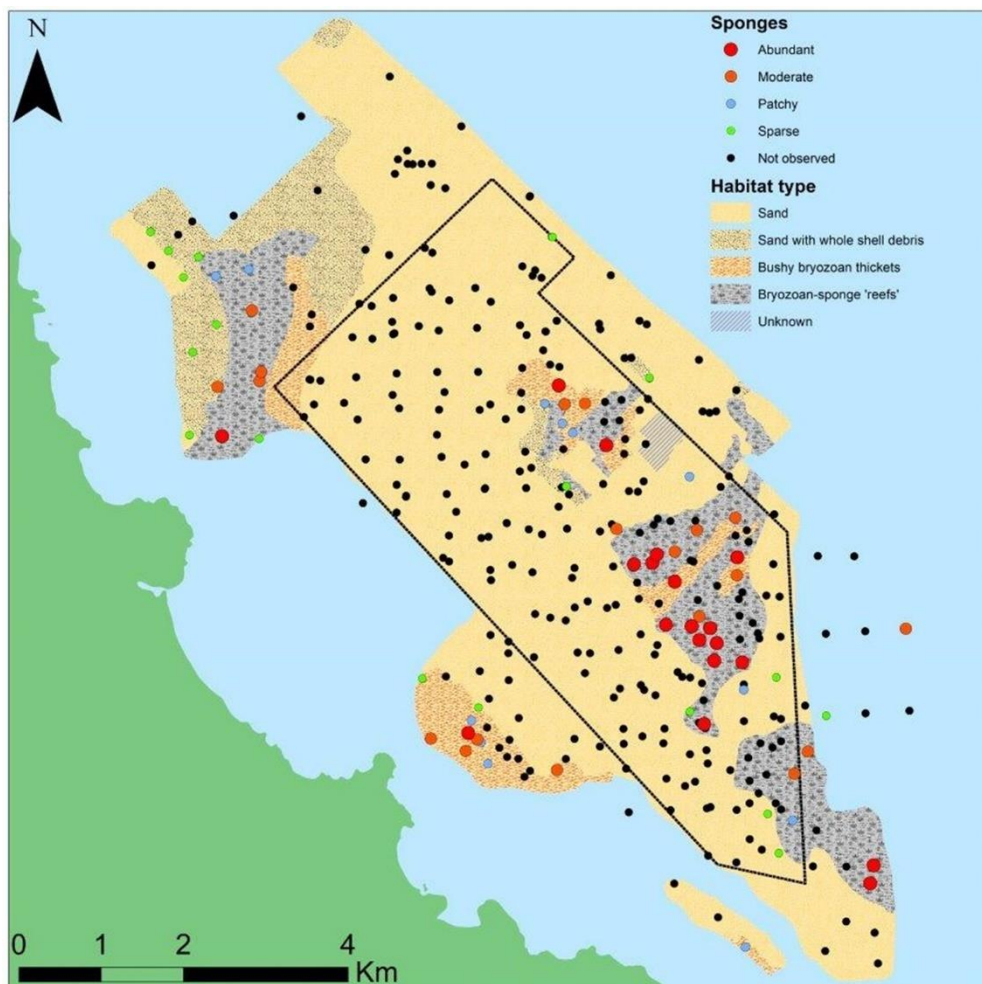 N
Sponges
Abundant
Moderate
Patchy
Sparse
Not observed
Habitat type
Sand
Sand with whole shell debris
Bushy bryozoan thickets
Bryozoan-sponge 'reefs'
Unknown
0 1 2 4
Km